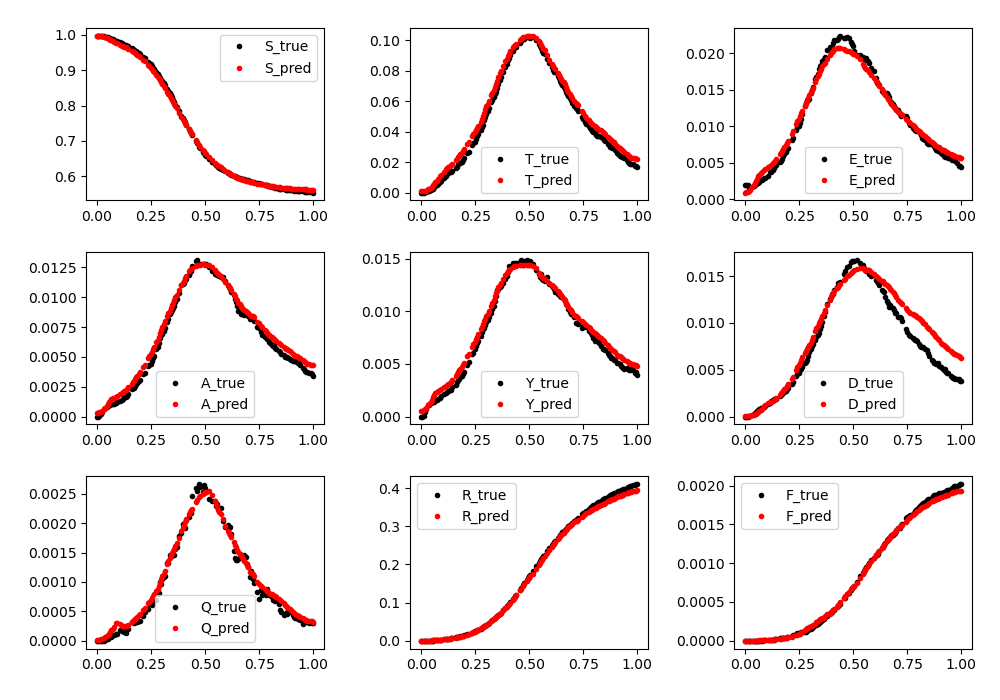 1.0
0.9
0.8
0.7
0.6
0.00 0.25 0.50 0.75 1.00
S_true
S_pred
0.10
0.08
0.06
0.04
0.02
0.00
0.00 0.25 0.50 0.75 1.00
T_true
T_pred
0.020
0.015
0.010
0.005
0.000
0.00 0.25 0.50 0.75 1.00
E_true
E_pred
0.0125
0.0100
0.0075
0.0050
0.0025
0.0000
0.00 0.25 0.50 0.75 1.00
A_true
A_pred
0.015
0.010
0.005
0.000
0.00 0.25 0.50 0.75 1.00
Y_true
Y_pred
0.015
0.010
0.005
0.000
0.00 0.25 0.50 0.75 1.00
D_true
D_pred
0.0025
0.0020
0.0015
0.0010
0.0005
0.0000
0.00 0.25 0.50 0.75 1.00
Q_true
Q_pred
0.4
0.3
0.2
0.1
0.0
0.00 0.25 0.50 0.75 1.00
R_true
R_pred
0.0020
0.0015
0.0010
0.0005
0.0000
0.00 0.25 0.50 0.75 1.00
F_true
F_pred